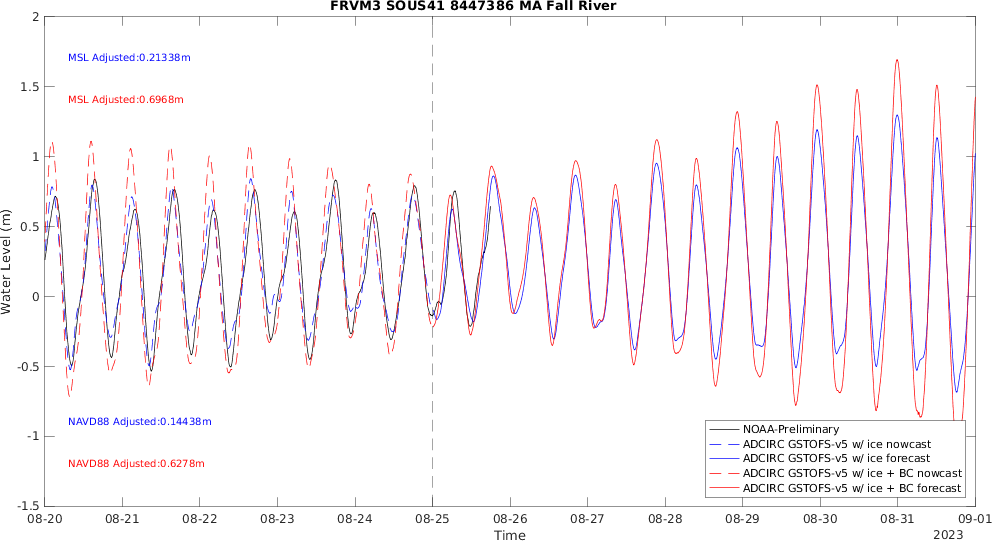 FRVM3 SOUS41 8447386 MA Fall River
2
1.5
1
0.5
0
-0.5
-1
-1.5
Water Level (m)
MSL Adjusted:0.21338m
MSL Adjusted:0.6968m
NAVD88 Adjusted:0.14438m
NAVD88 Adjusted:0.6278m
NOAA-Preliminary
ADCIRC GSTOFS-v5 w/ ice nowcast
ADCIRC GSTOFS-v5 w/ ice forecast
ADCIRC GSTOFS-v5 w/ ice + BC nowcast
ADCIRC GSTOFS-v5 w/ ice + BC forecast
08-20 08-21 08-22 08-23 08-24 08-25 08-26 08-27 08-28 08-29 08-30 08-31 09-01
Time
2023